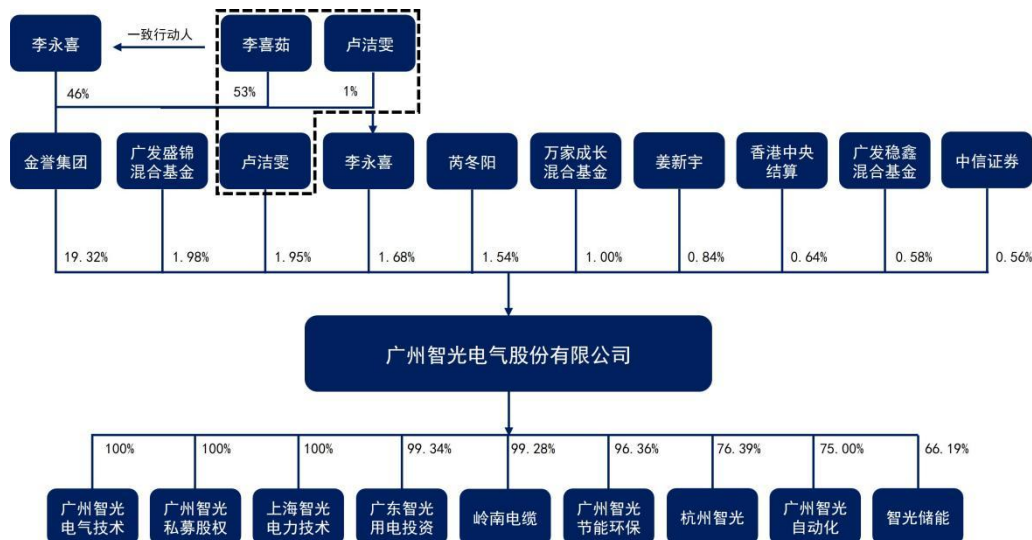 李永喜
一致行动人
李喜茹
卢洁雯
46%
53%
1%
金誉集团
广发盛锦
混合基金
卢洁雯
李永喜
芮冬阳
万家成长
混合基金
姜新宇
香港中央
结算
广发稳鑫
混合基金
中信证券
19.32%
1.98%
1.95%
1.68%
1.54%
1.00%
0.84%
0.64%
0.58%
0.56%
广州智光电气股份有限公司
100%
100%
100%
99.34%
99.28%
96.36%
76.39%
75.00%
66.19%
广州智光
电气技术
广州智光
私募股权
上海智光
电力技术
广东智光
用电投资
岭南电缆
广州智光
节能环保
杭州智光
广州智光
自动化
智光储能